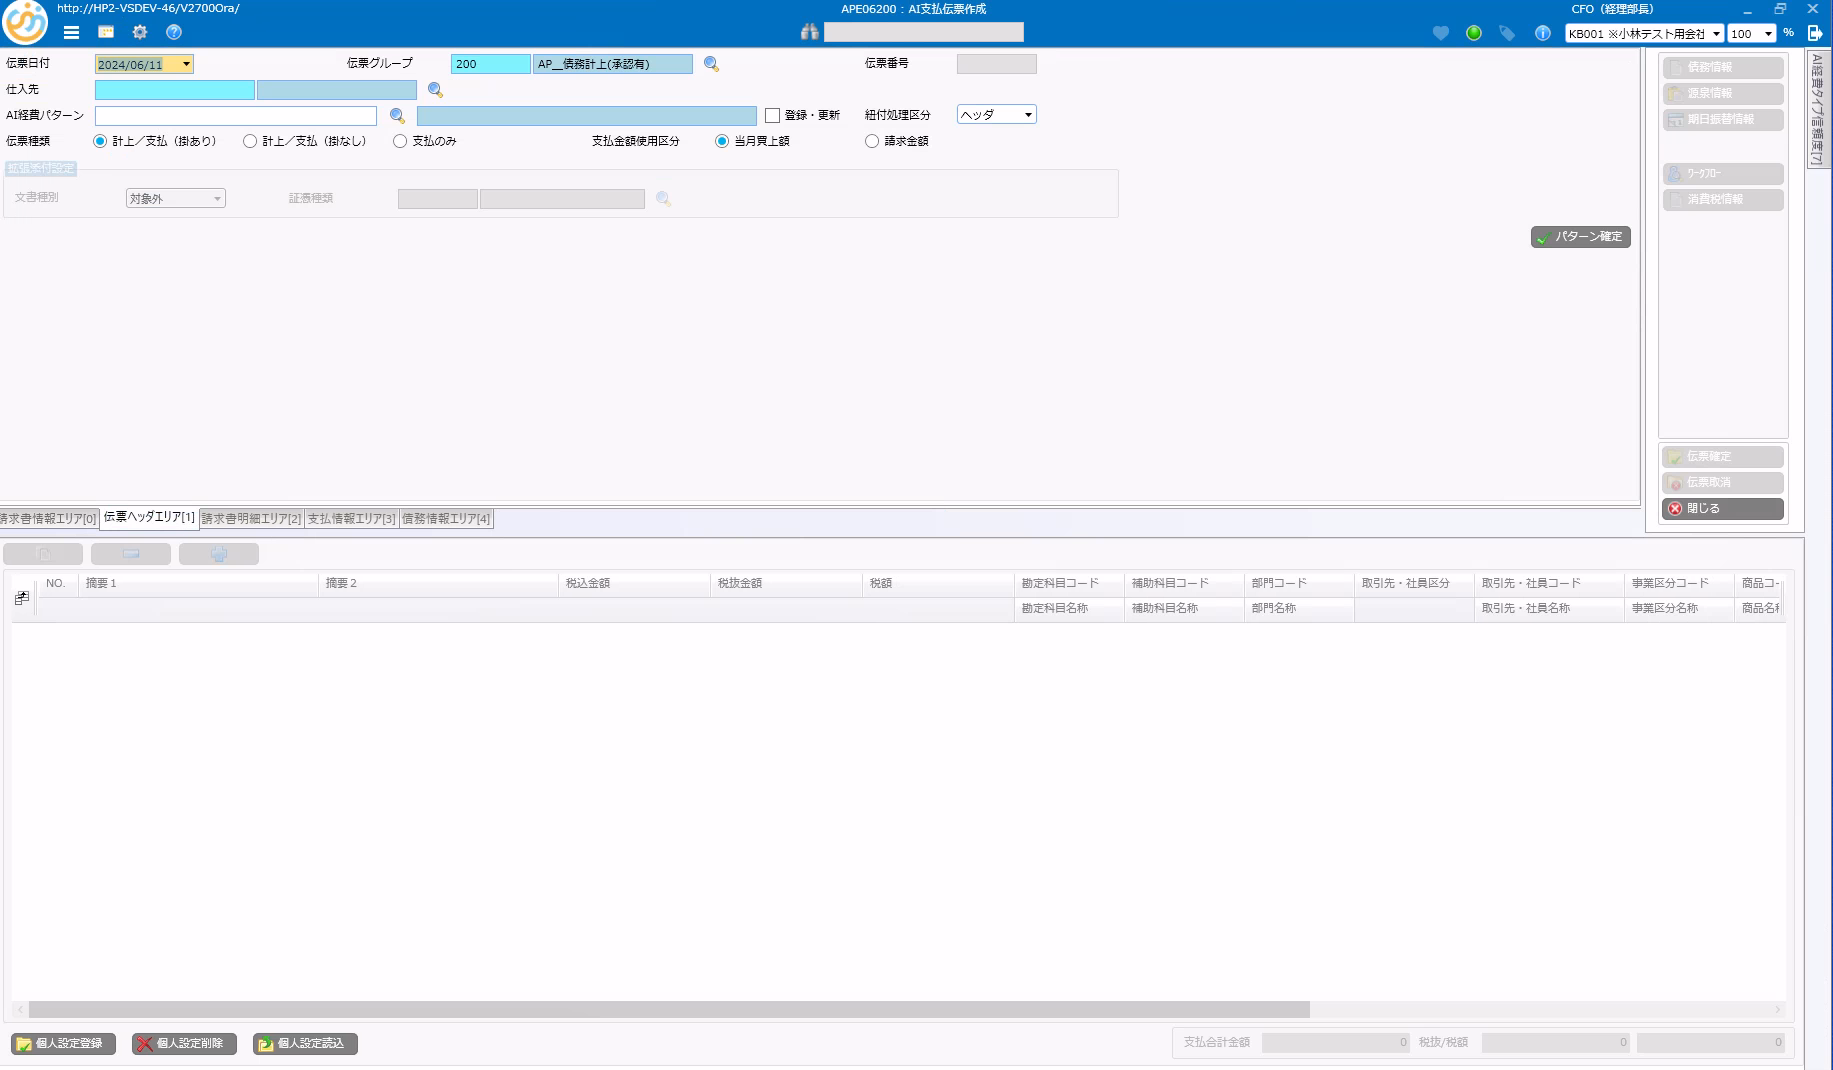 http://HP2-VSDEV-46/V2700Ora/
APE06200 : AI支払伝票作成
CFO（経理部長）
KB001 ※小林テスト用会社
100
%
伝票日付
2024/06/11
伝票グループ
200
AP__債務計上(承認有)
伝票番号
仕入先
AI経費パターン
登録・更新
紐付処理区分
ヘッダ
伝票種類
計上／支払（掛あり）
計上／支払（掛なし）
支払のみ
支払金額使用区分
当月買上額
請求金額
拡張添付設定
文書種別
対象外
証憑種類
パターン確定
債務情報
源泉情報
期日振替情報
ワークフロー
消費税情報
伝票確定
伝票取消
閉じる
AI経費タイプ信頼度[7]
請求書情報エリア[0]
伝票ヘッダエリア[1]
請求書明細エリア[2]
支払情報エリア[3]
債務情報エリア[4]
NO.
摘要１
摘要２
税込金額
税抜金額
税額
勘定科目コード
補助科目コード
部門コード
取引先・社員区分
取引先・社員コード
事業区分コード
商品コー
勘定科目名称
補助科目名称
部門名称
取引先・社員名称
事業区分名称
商品名称
個人設定登録
個人設定削除
個人設定読込
支払合計金額
0
税抜/税額
0
0